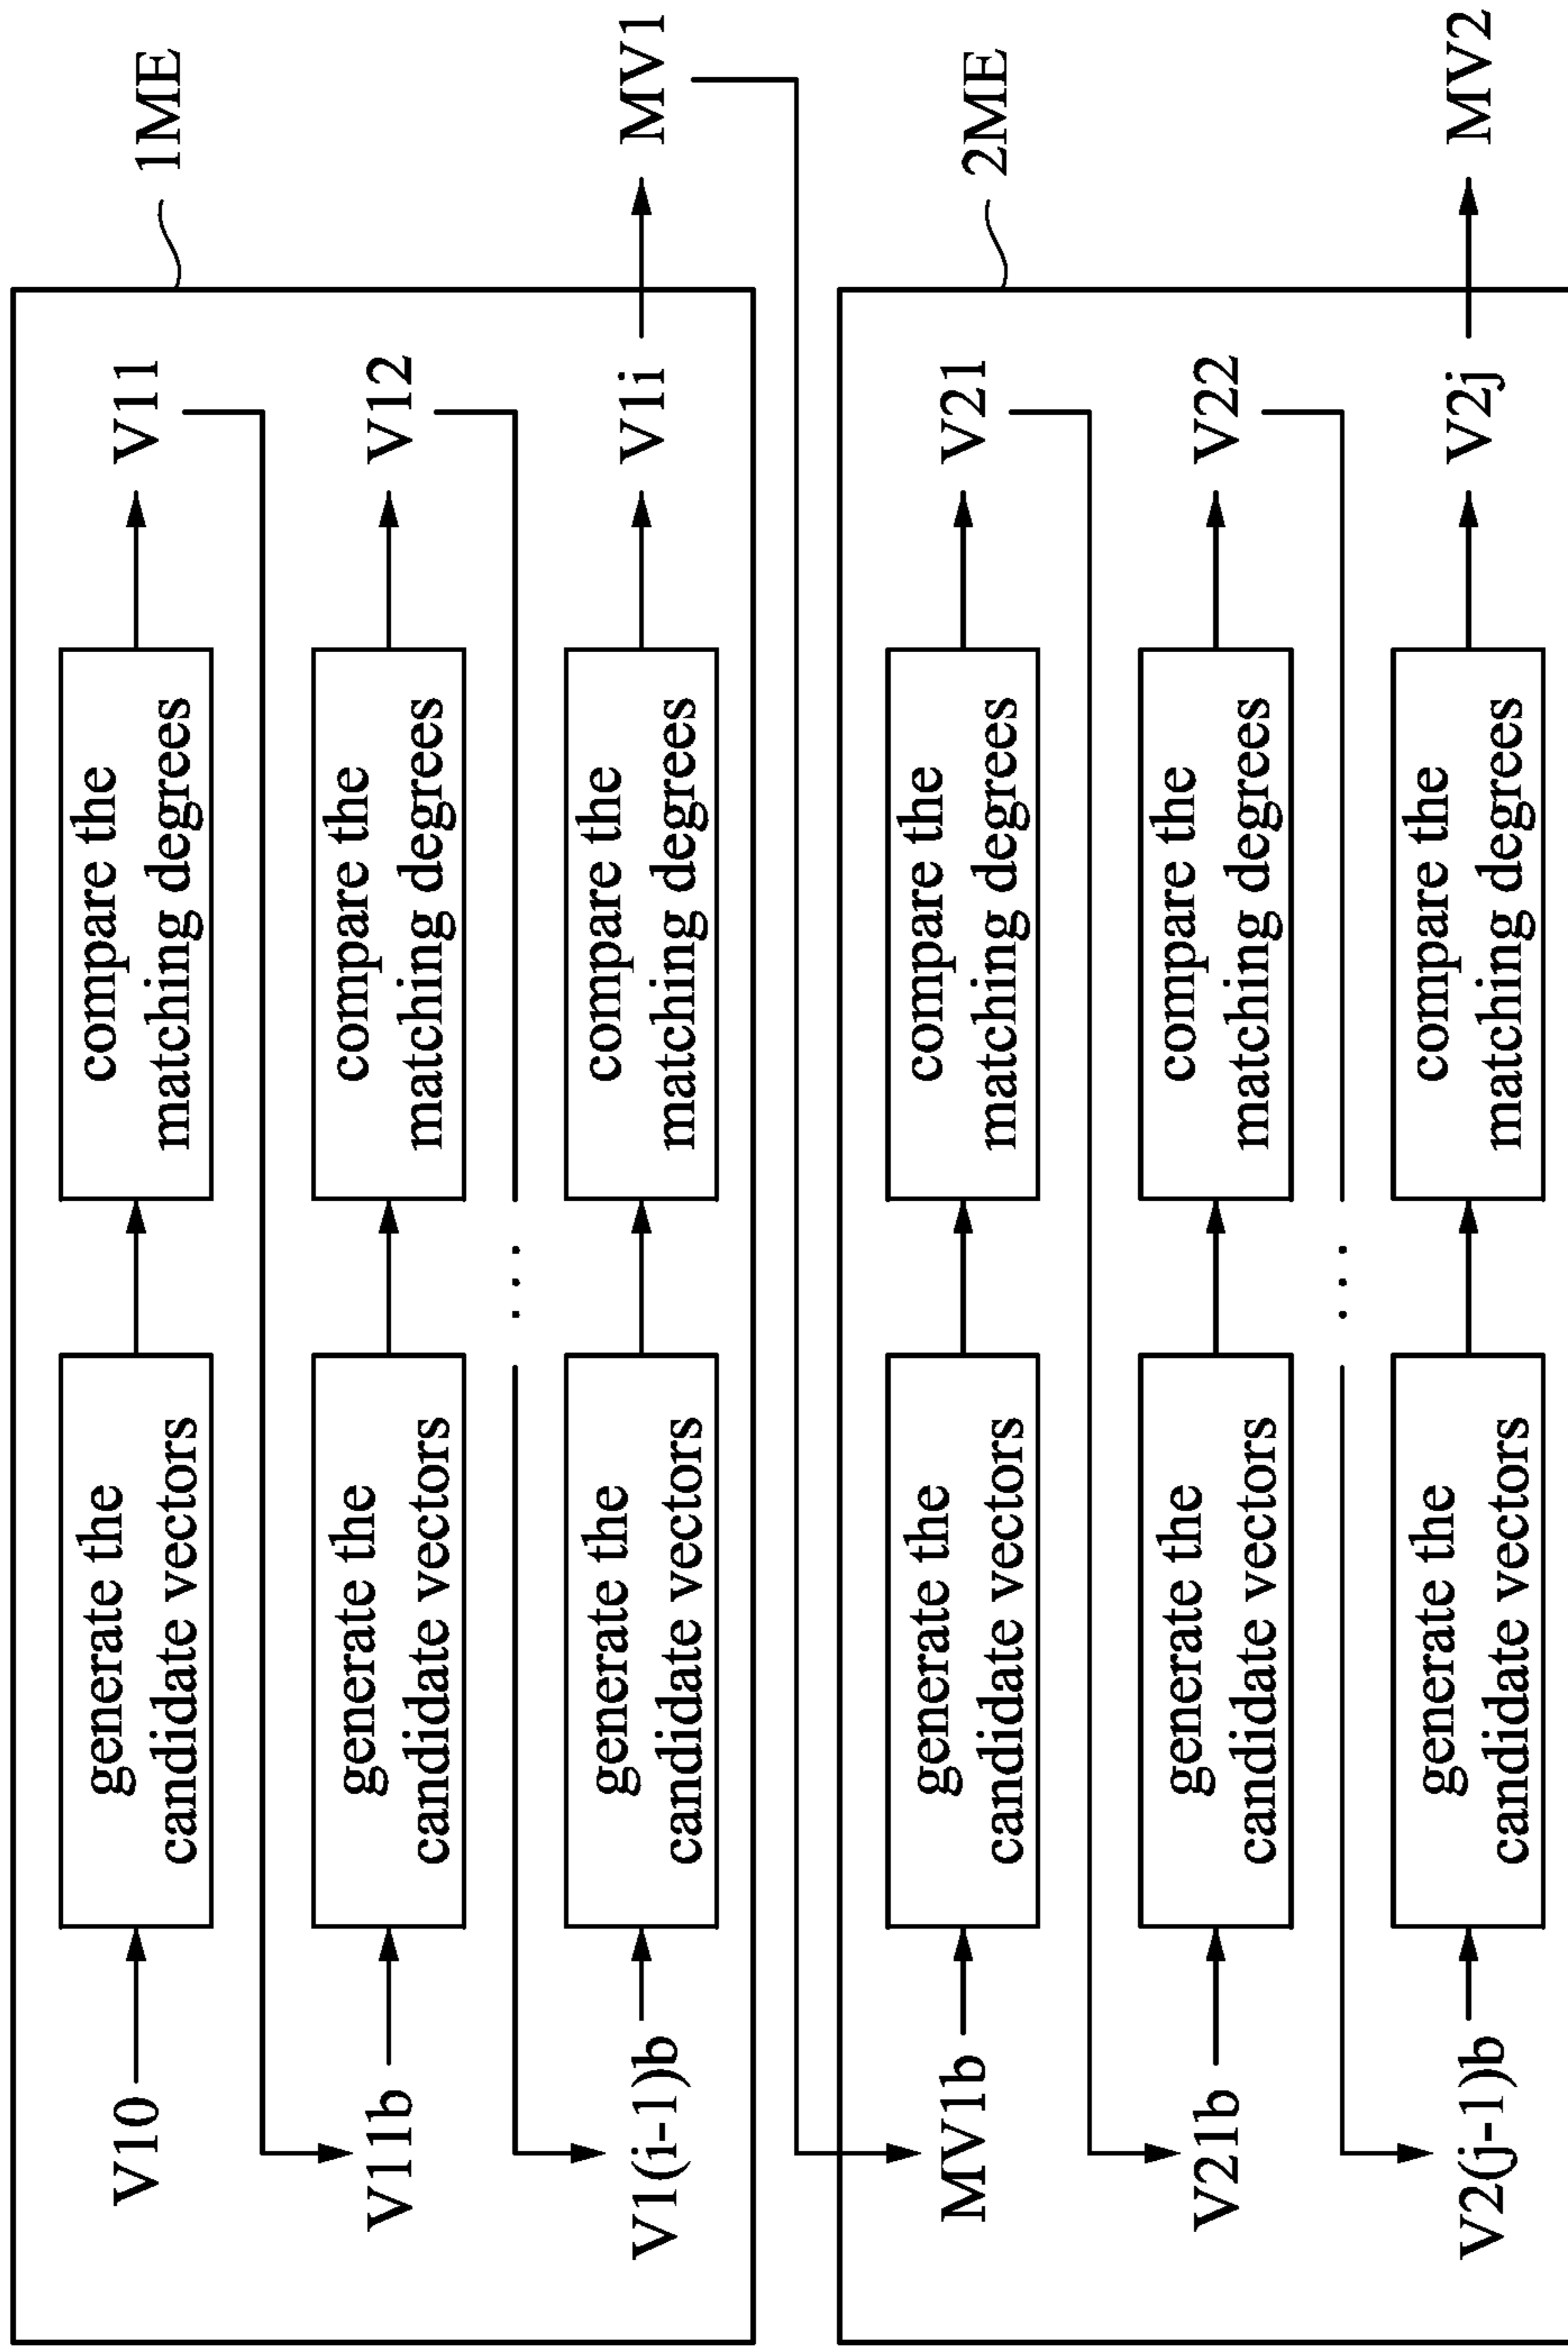 1ME
V10
generate the
candidate vectors
compare the
matching degrees
V11
V11b
generate the
candidate vectors
compare the
matching degrees
V12
...
V1(i-1)b
generate the
candidate vectors
compare the
matching degrees
V1i
MV1
2ME
MV1b
generate the
candidate vectors
compare the
matching degrees
V21
V21b
generate the
candidate vectors
compare the
matching degrees
V22
...
V2(j-1)b
generate the
candidate vectors
compare the
matching degrees
V2j
MV2